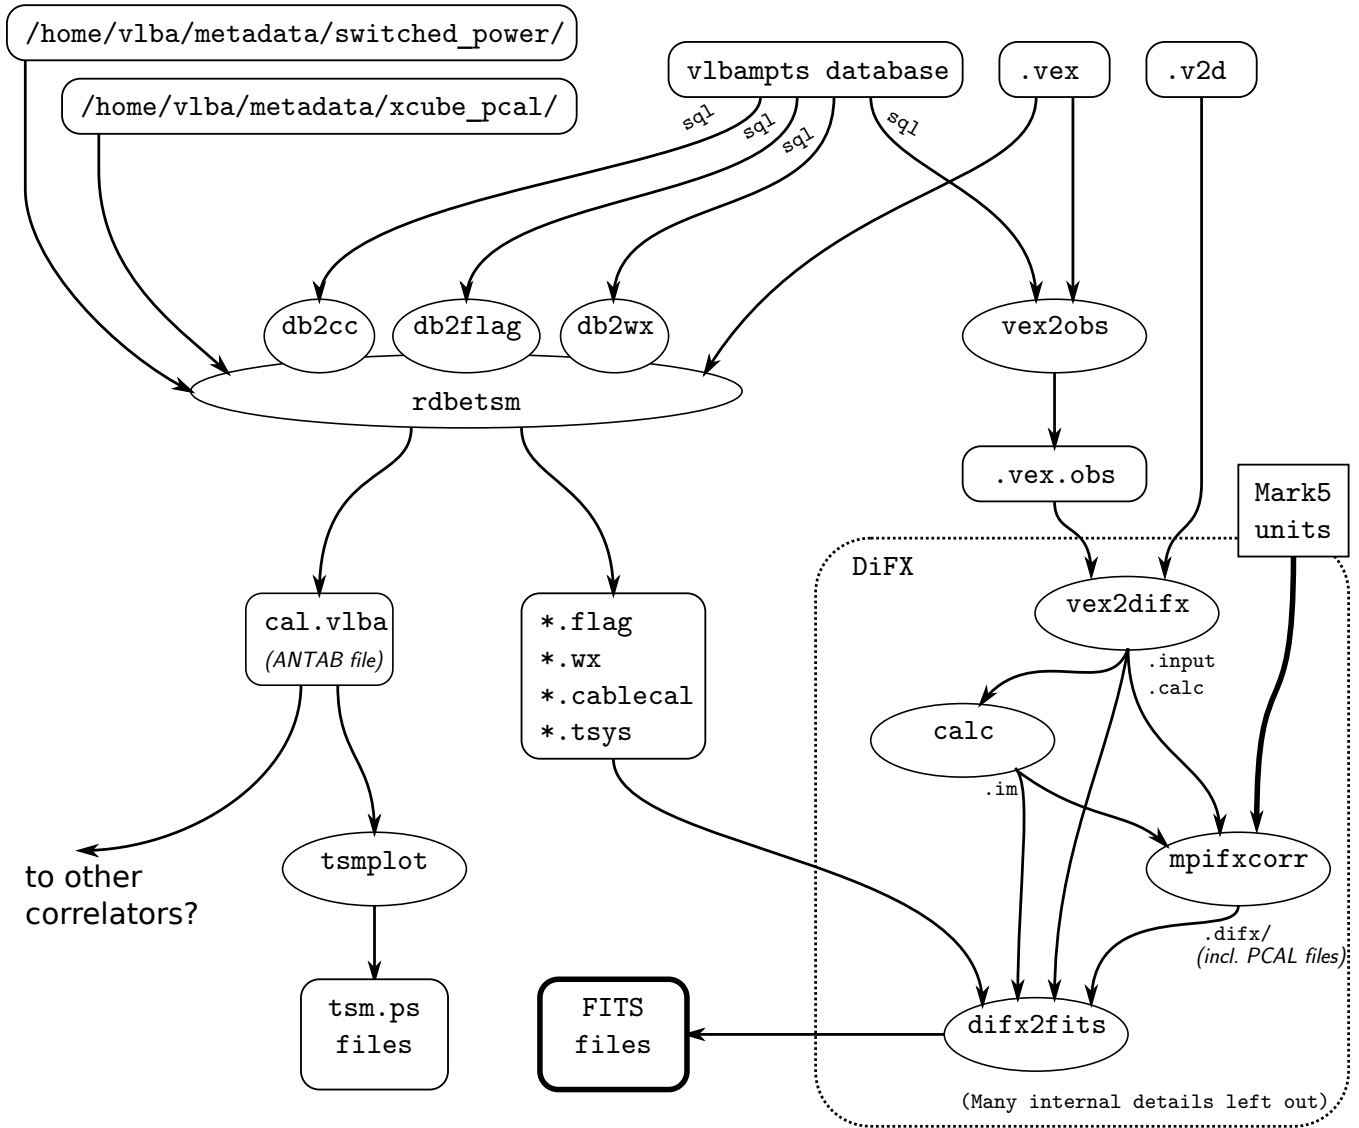 /home/vlba/metadata/switched_power/
/home/vlba/metadata/xcube_pcal/
vlbampts database
.vex
.v2d
sql
sql
sql
sql
db2cc
db2flag
db2wx
vex2obs
rdbetsm
.vex.obs
Mark5
units
DiFX
vex2difx
cal.vlba
(ANTAB file)
*.flag
*.wx
*.cablecal
*.tsys
.input
.calc
calc
.im
tsmplot
mpifxcorr
to other
correlators?
.difx/
(incl. PCAL files)
tsm.ps
files
FITS
files
difx2fits
(Many internal details left out)